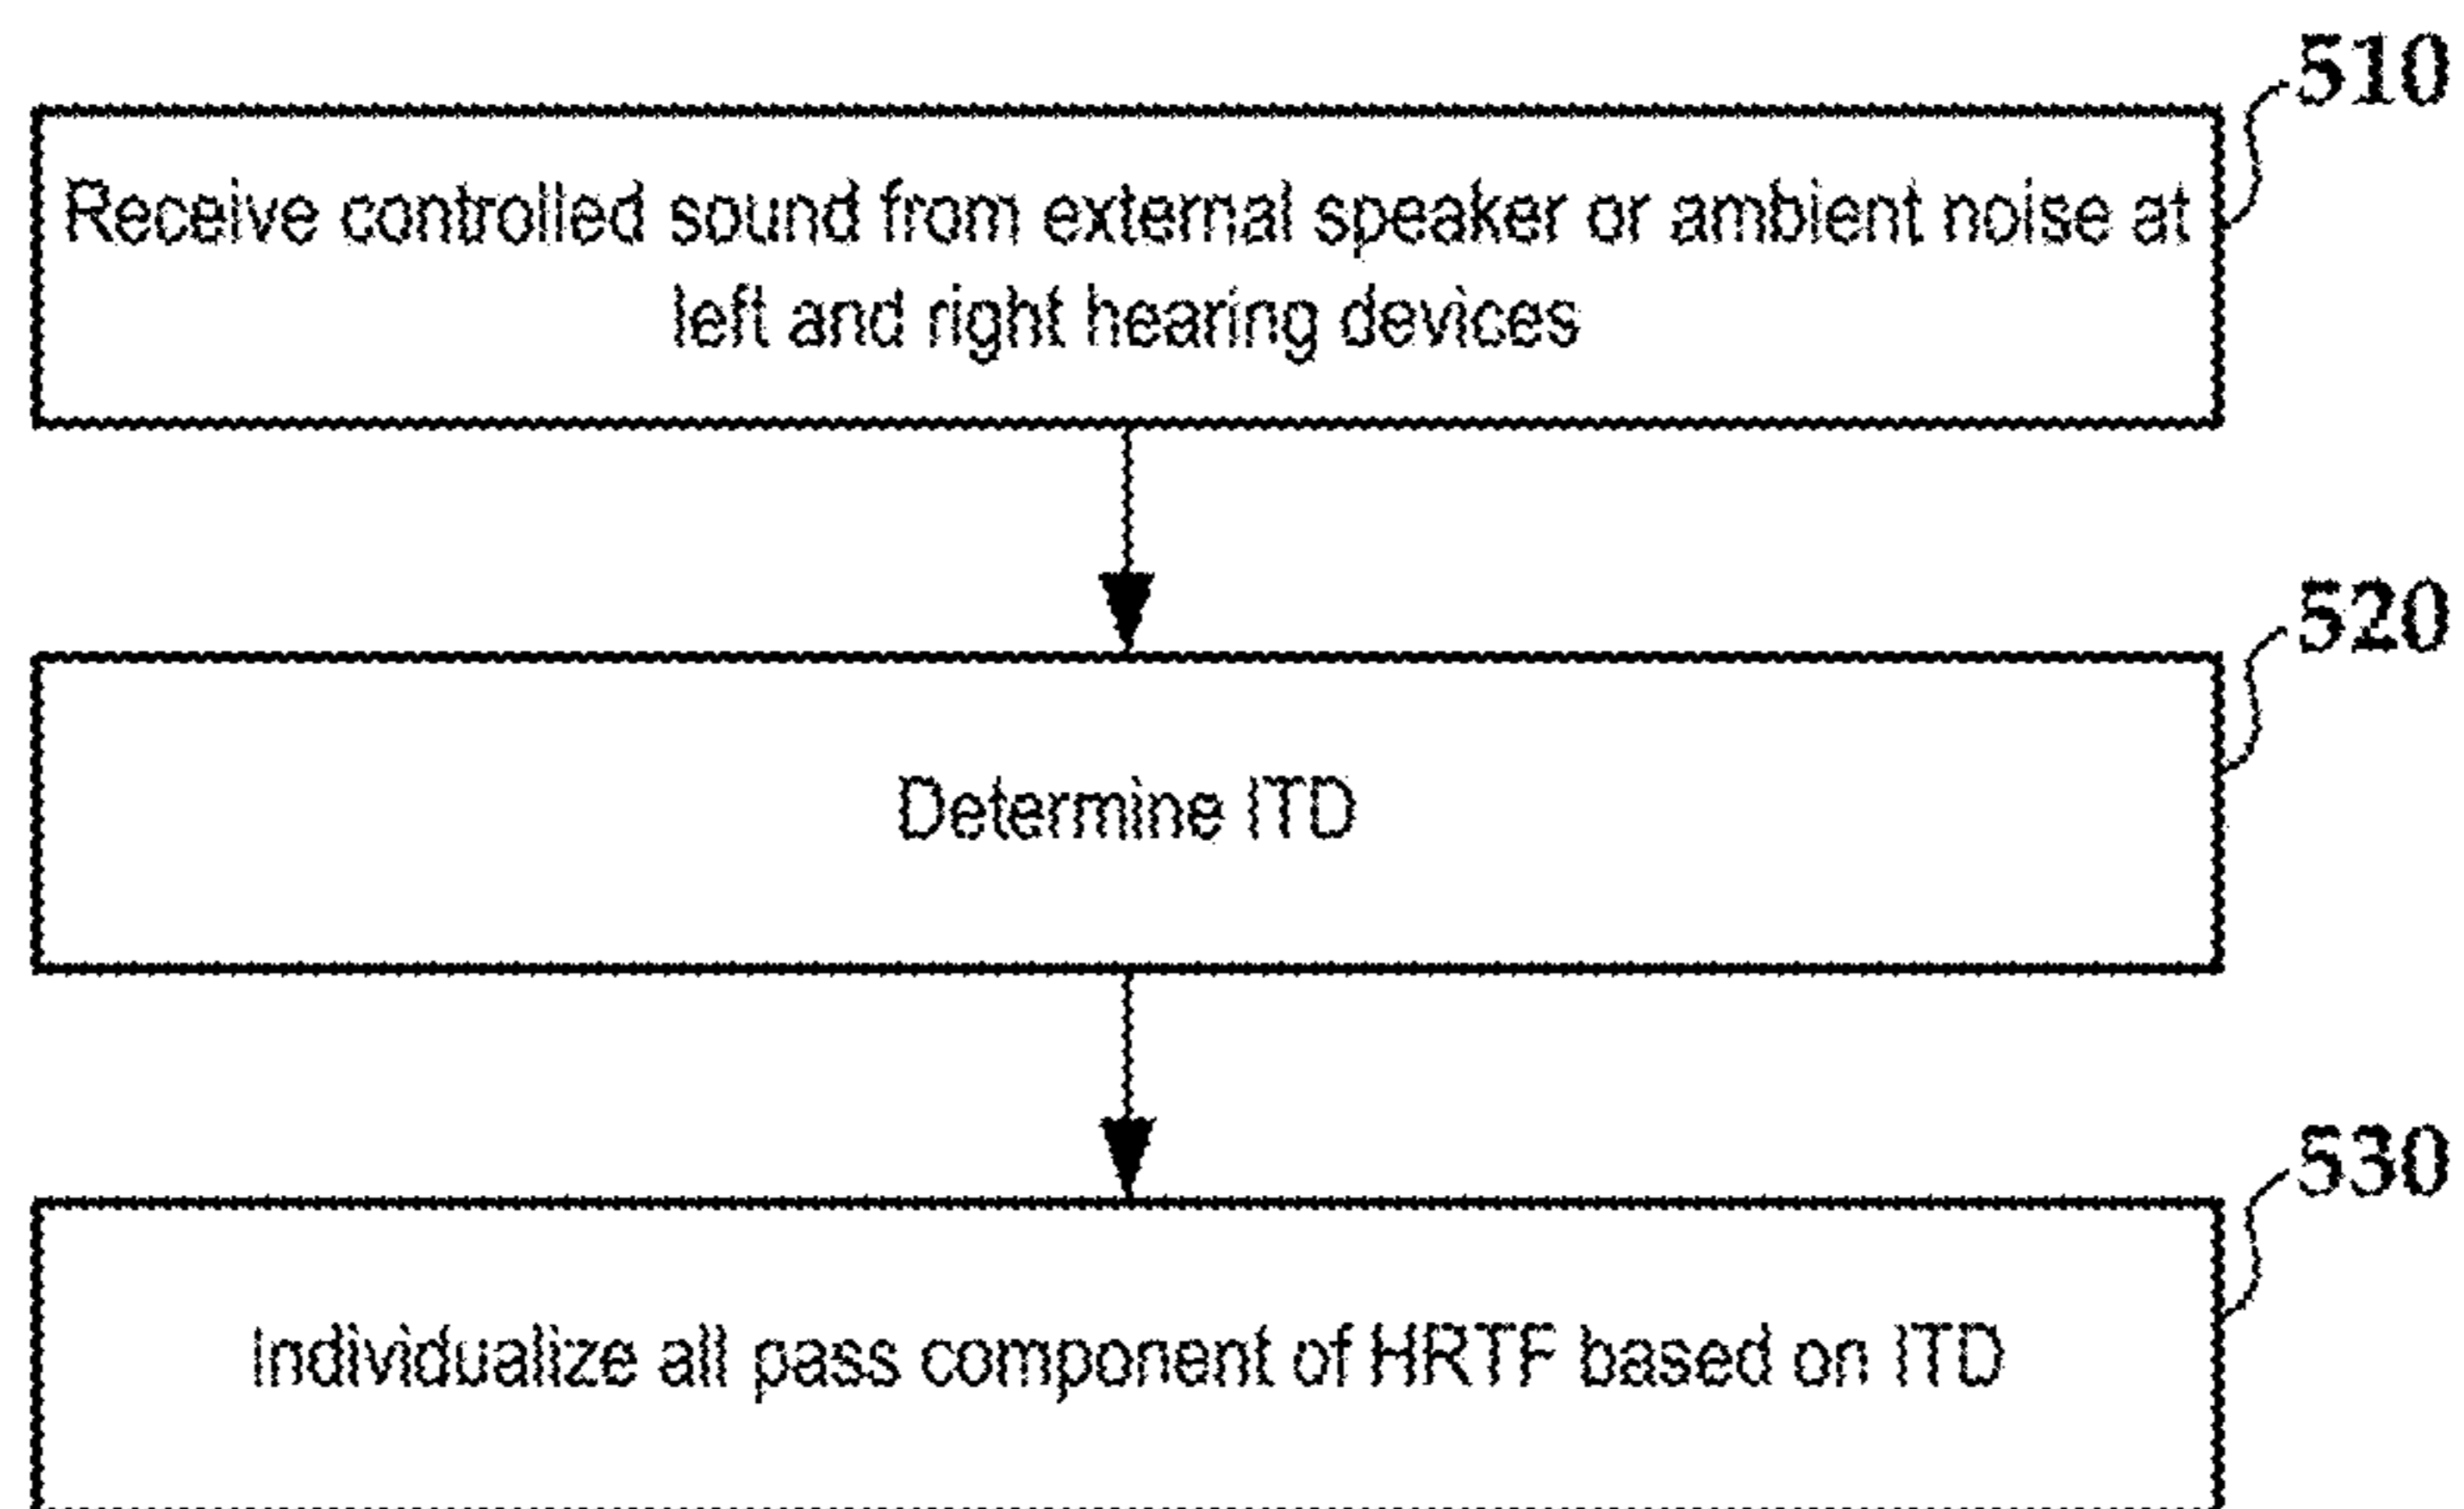 510
Receive controlled sound from external speaker or ambient noise at
left and right hearing devices
520
Determine ITD
530
Individualize all pass component of HRTF based on ITD